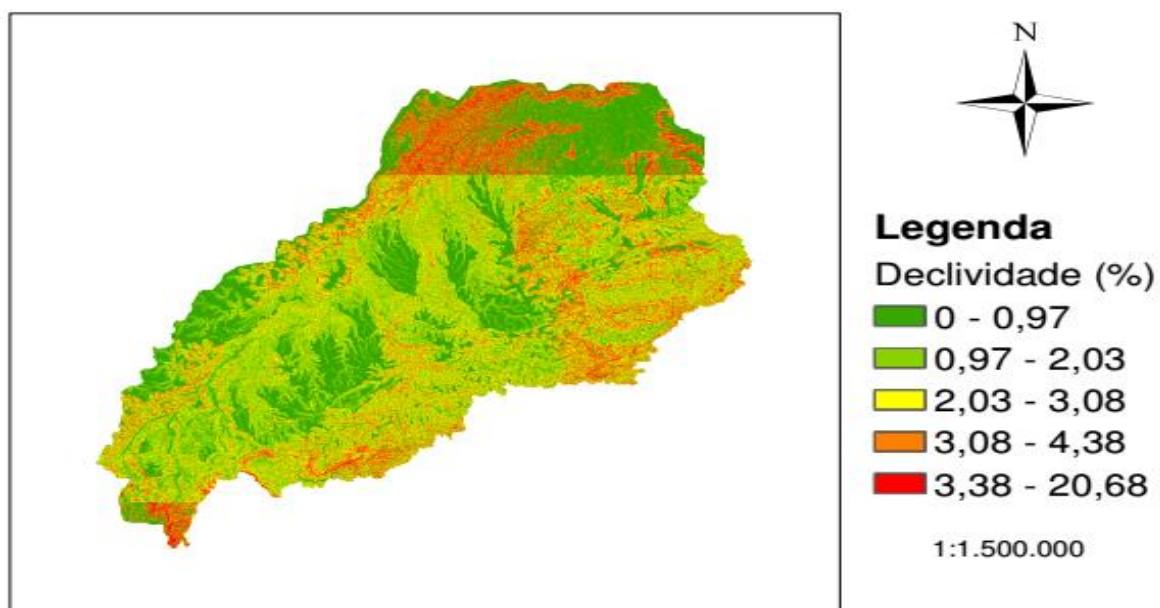 N
Legenda
Declividade (%)
0 - 0,97
0,97 - 2,03
2,03 - 3,08
3,08 - 4,38
3,38 - 20,68
1:1.500.000